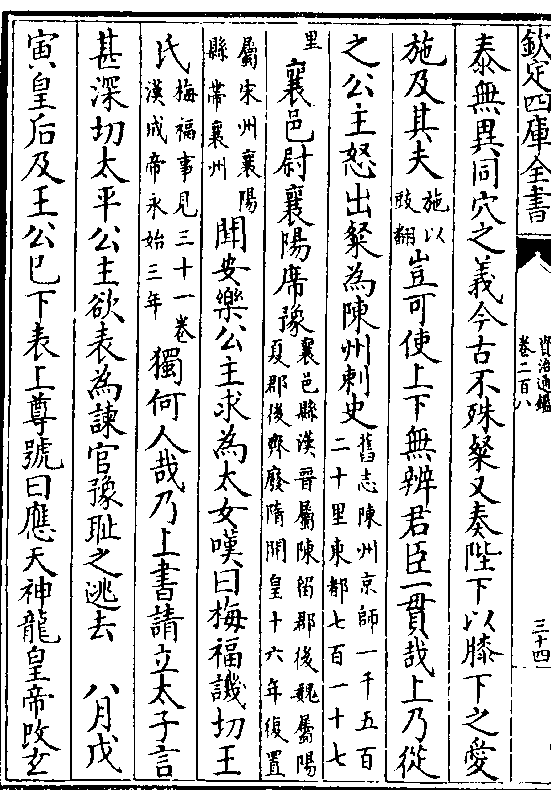 欽定四庫全書
資治通鑑
卷二百八
三十四
泰無異同穴之義今古不殊粲又奏陛下以膝下之愛
施及其夫施以豉翻豈可使上下無辨君臣一貫哉上乃從
之公主怒出粲為陳州刺史舊志陳州京師一千五百二十里東都七百一十七
里襄邑尉襄陽席豫襄邑縣漢晉屬陳留郡後魏屬陽夏郡後齊廢隋開皇十六年復置
屬宋州襄陽縣帶襄州聞安樂公主求為太女嘆曰梅福譏切王
氏梅福事見三十一卷漢成帝永始三年獨何人哉乃上書請立太子言
甚深切太平公主欲表為諫官豫耻之逃去　八月戊
寅皇后及王公巳下表上尊號曰應天神龍皇帝改玄